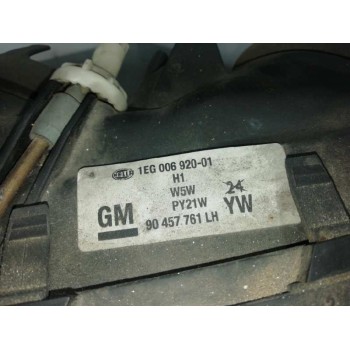 HELLA 1EG 006 920-01
H1
W5W 24
PY21W YW
GM 90 457 761 LH